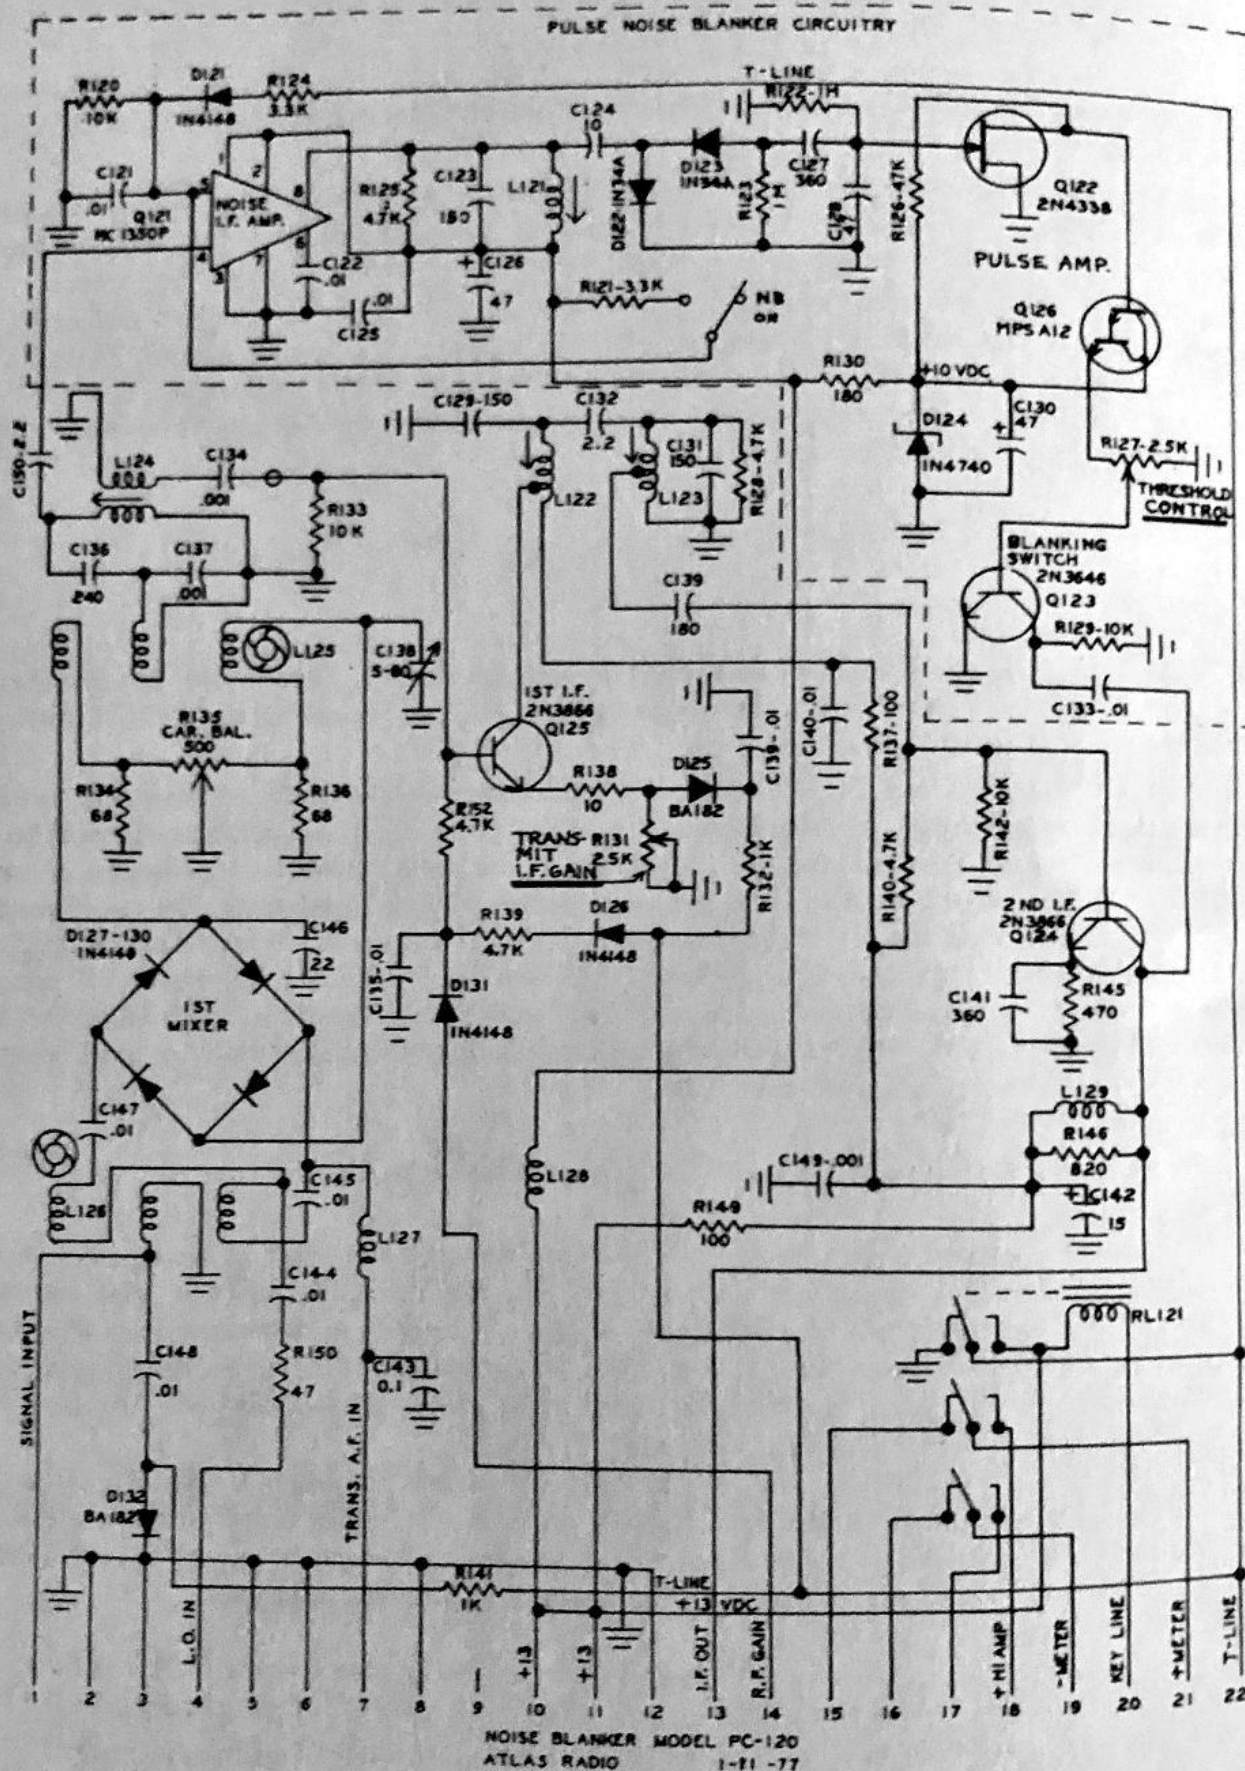 PULSE NOISE BLANKER CIRCUITRY
T-LINE
R120
10K
D121
1N4148
R124
3.3K
C124
10
R122-1M
C121
.01
Q121
MC1350P
NOISE
I.F. AMP.
1
2
3
4
5
6
7
8
R125
4.7K
C123
180
L121
D122-1N34A
D123
1N34A
R123
1M
C127
360
C128
47
R126-47K
Q122
2N4338
PULSE AMP.
C122
.01
.01
C125
C126
+
47
R121-3.3K
NB
ON
Q126
MPS A12
R130
180
+10 VDC
D124
1N4740
C130
47
+
R127-2.5K
THRESHOLD
CONTROL
C150-2.2
L124
C134
.001
R133
10K
C129-150
C132
2.2
L122
L123
C131
150
R128-4.7K
C136
240
C137
.001
C139
180
BLANKING
SWITCH
2N3646
Q123
R129-10K
C133-.01
L125
C138
5-80
1ST I.F.
2N3866
Q125
R135
CAR. BAL.
500
R134
68
R136
68
R152
4.7K
R138
10
D125
BA182
C139-.01
C140-.01
R137-100
TRANS-
MIT
I.F. GAIN
R131
2.5K
R132-1K
R140-4.7K
R142-10K
R139
4.7K
D126
1N4148
2ND I.F.
2N3866
Q124
D127-130
1N4148
C146
22
1ST
MIXER
C135-.01
D131
1N4148
C141
360
R145
470
C147
.01
L129
R146
820
L126
C145
.01
L127
L128
C149-.001
R149
100
C142
+
15
C144
.01
RL121
SIGNAL INPUT
C148
.01
R150
47
C143
0.1
TRANS. A.F. IN
D132
BA182
R141
1K
T-LINE
+13 VDC
L.O. IN
+13
+13
I.F. OUT
R.F. GAIN
+ HI AMP
-METER
KEY LINE
+METER
T-LINE
1
2
3
4
5
6
7
8
9
10
11
12
13
14
15
16
17
18
19
20
21
22
NOISE BLANKER MODEL PC-120
ATLAS RADIO